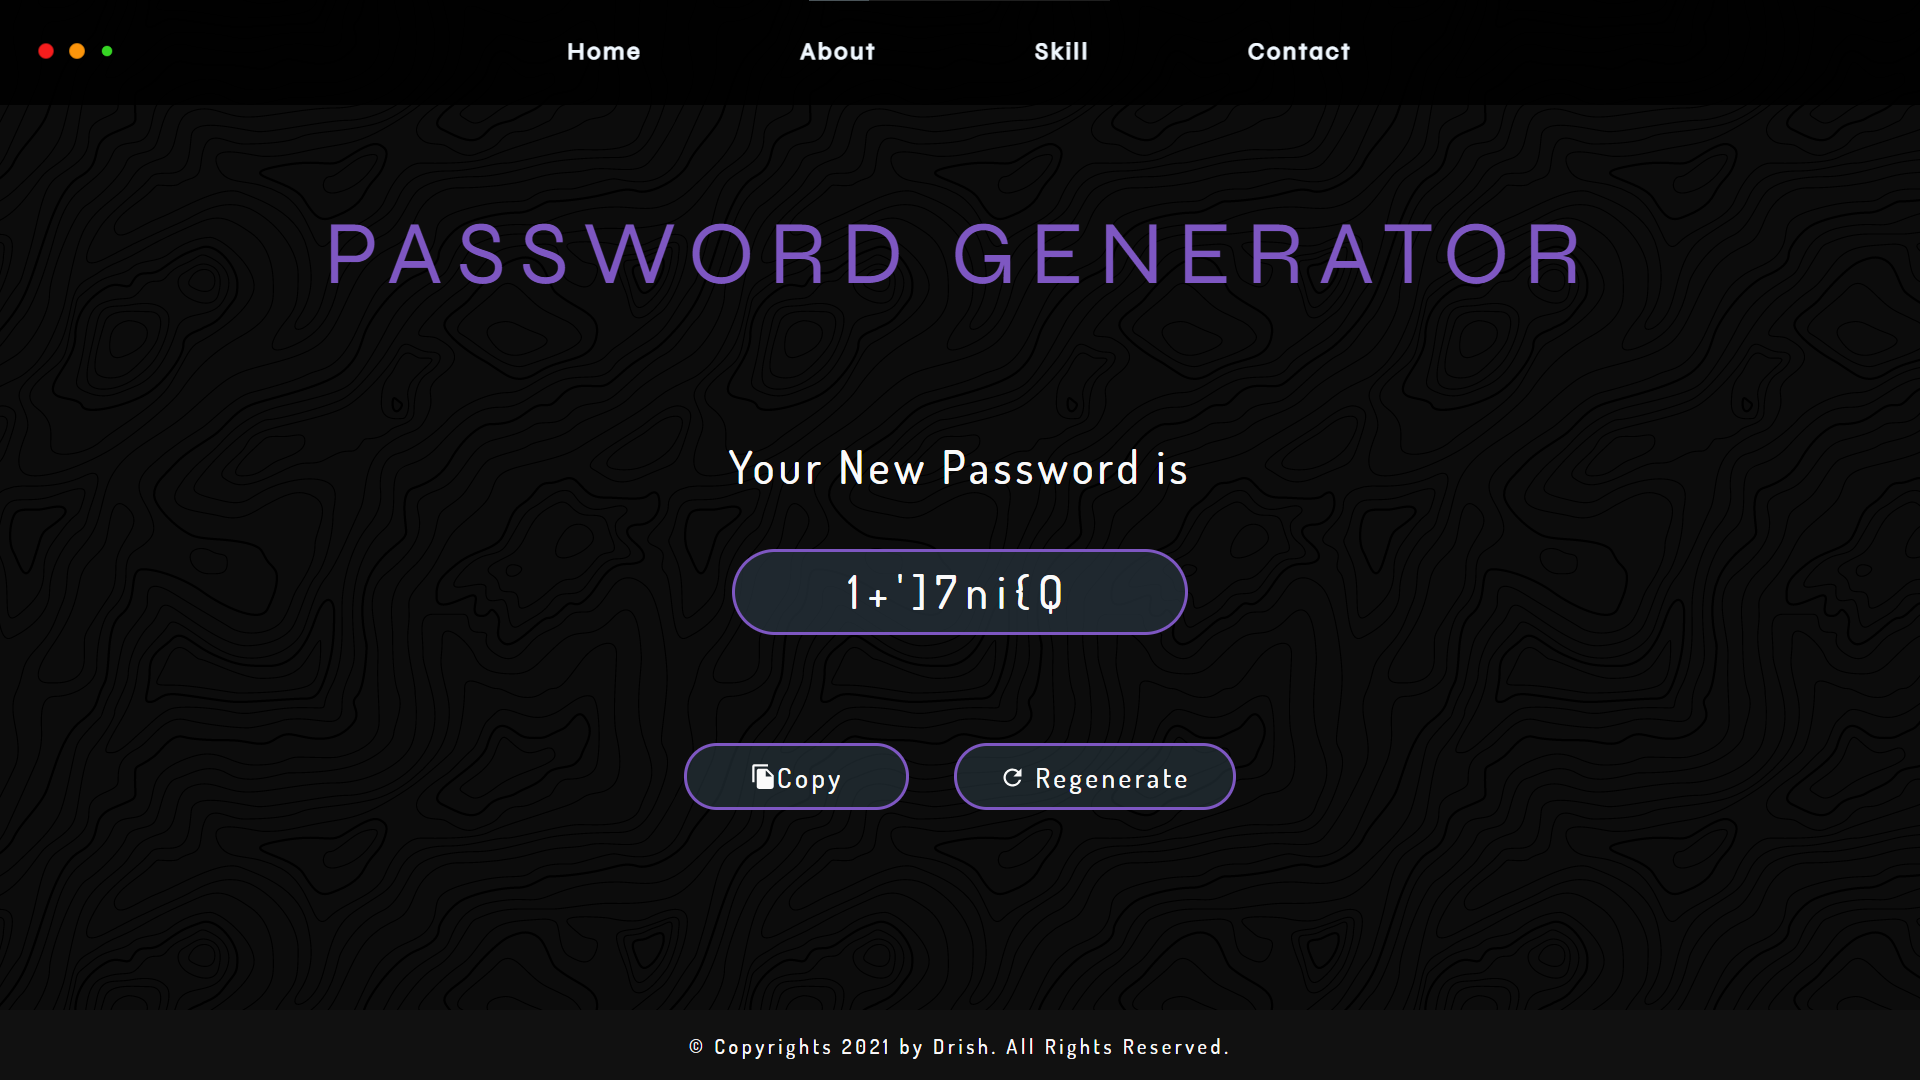 Home About Skill Contact
PASSWORD GENERATOR
Your New Password is
1+']7ni{Q
Copy Regenerate
© Copyrights 2021 by Drish. All Rights Reserved.